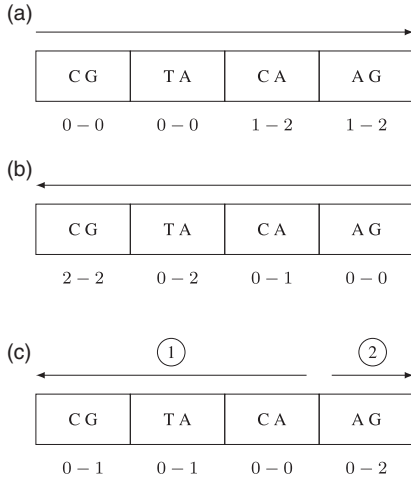 (a)
C G T A C A A G
0 – 0 0 – 0 1 – 2 1 – 2
(b)
C G T A C A A G
2 – 2 0 – 2 0 – 1 0 – 0
(c)
1 2
C G T A C A A G
0 – 1 0 – 1 0 – 0 0 – 2